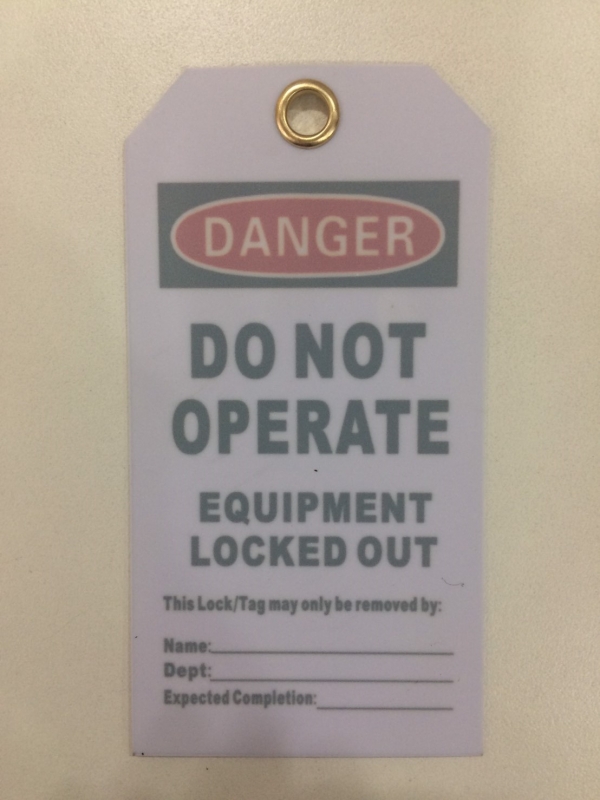 DANGER
DO NOT
OPERATE
EQUIPMENT
LOCKED OUT
This Lock/Tag may only be removed by:
Name:
Dept:
Expected Completion: